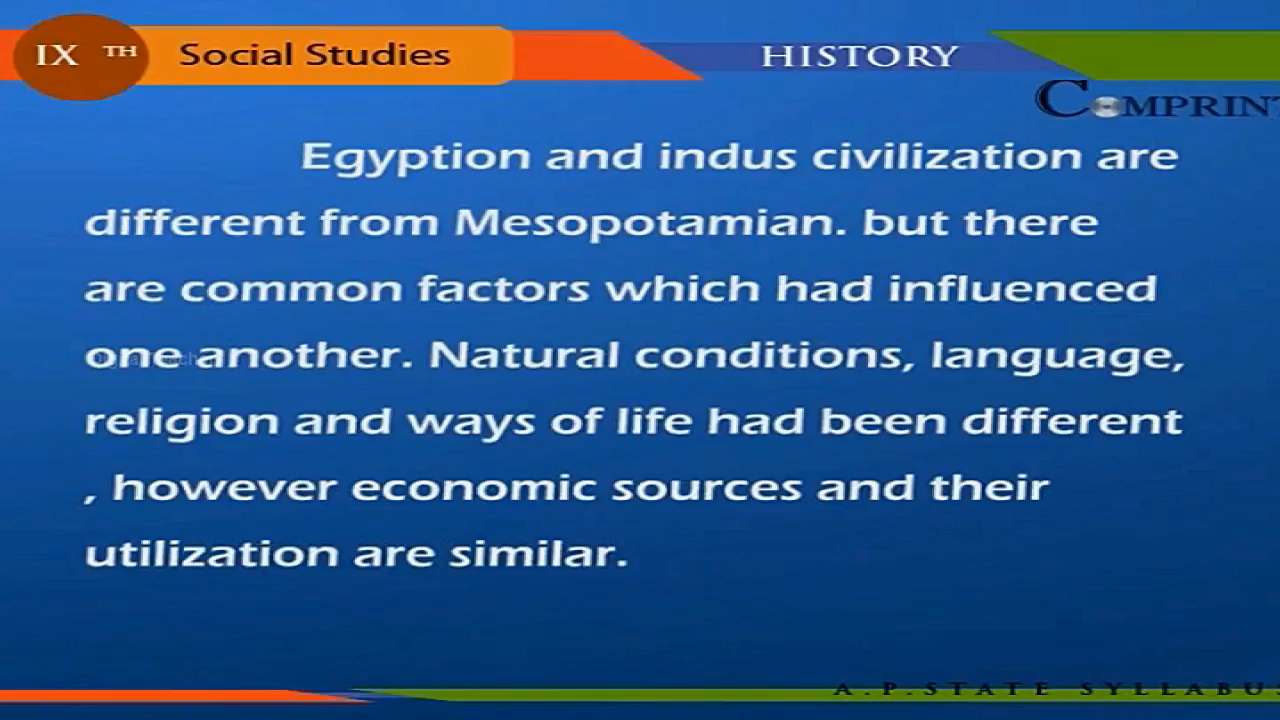 IX TH Social Studies HISTORY
COMPRINT
Egyption and indus civilization are
different from Mesopotamian. but there
are common factors which had influenced
one another. Natural conditions, language,
religion and ways of life had been different
, however economic sources and their
utilization are similar.
A.P.STATE SYLLABUS